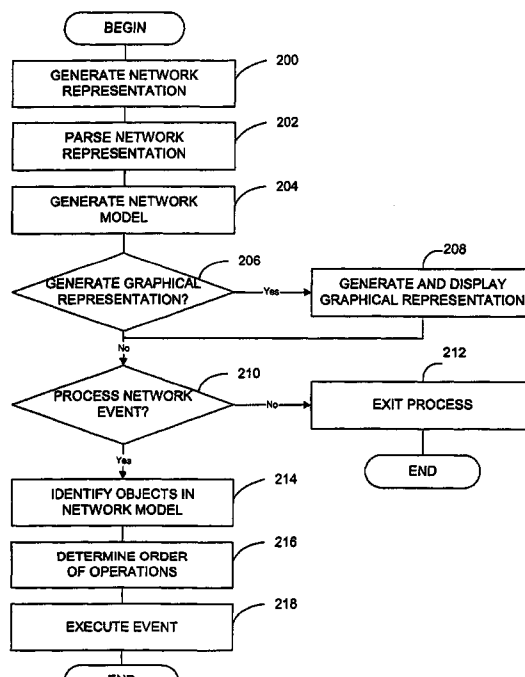 BEGIN
200
GENERATE NETWORK
REPRESENTATION
202
PARSE NETWORK
REPRESENTATION
204
GENERATE NETWORK
MODEL
206
GENERATE GRAPHICAL
REPRESENTATION?
Yes
208
GENERATE AND DISPLAY
GRAPHICAL REPRESENTATION
No
210
PROCESS NETWORK
EVENT?
No
212
EXIT PROCESS
END
Yes
214
IDENTIFY OBJECTS IN
NETWORK MODEL
216
DETERMINE ORDER
OF OPERATIONS
218
EXECUTE EVENT
END